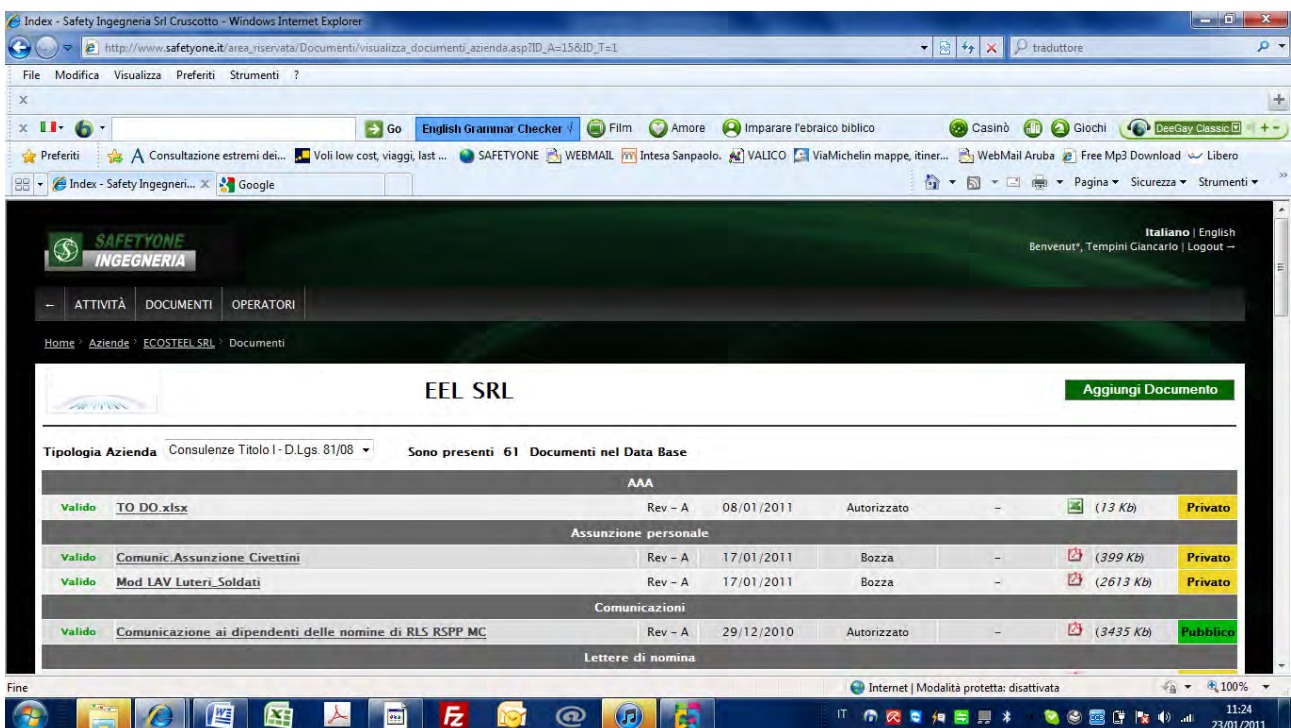 Index - Safety Ingegneria Srl Cruscotto - Windows Internet Explorer
http://www.safetyone.it/area_riservata/Documenti/visualizza_documenti_azienda.asp?ID_A=15&ID_T=1
traduttore
File Modifica Visualizza Preferiti Strumenti ?
x
x Go English Grammar Checker √ Film Amore Imparare l'ebraico biblico Casinò Giochi DeeGay Classic
Preferiti Consultazione estremi dei... Voli low cost, viaggi, last ... SAFETYONE WEBMAIL Intesa Sanpaolo. VALICO ViaMichelin mappe, itiner... WebMail Aruba Free Mp3 Download Libero
Index - Safety Ingegneri... X Google Pagina Sicurezza Strumenti
SAFETYONE
INGEGNERIA
Italiano | English
Benvenut*, Tempini Giancarlo | Logout →
← ATTIVITÀ DOCUMENTI OPERATORI
Home > Aziende > ECOSTEEL SRL > Documenti
EEL SRL
Aggiungi Documento
Tipologia Azienda Consulenze Titolo I - D.Lgs. 81/08 Sono presenti 61 Documenti nel Data Base
AAA
Valido TO DO.xlsx Rev - A 08/01/2011 Autorizzato - (13 Kb) Privato
Assunzione personale
Valido Comunic.Assunzione Civettini Rev - A 17/01/2011 Bozza - (399 Kb) Privato
Valido Mod LAV Luteri_Soldati Rev - A 17/01/2011 Bozza - (2613 Kb) Privato
Comunicazioni
Valido Comunicazione ai dipendenti delle nomine di RLS RSPP MC Rev - A 29/12/2010 Autorizzato - (3435 Kb) Pubblico
Lettere di nomina
Fine Internet | Modalità protetta: disattivata 100%
IT 11:24
23/01/2011